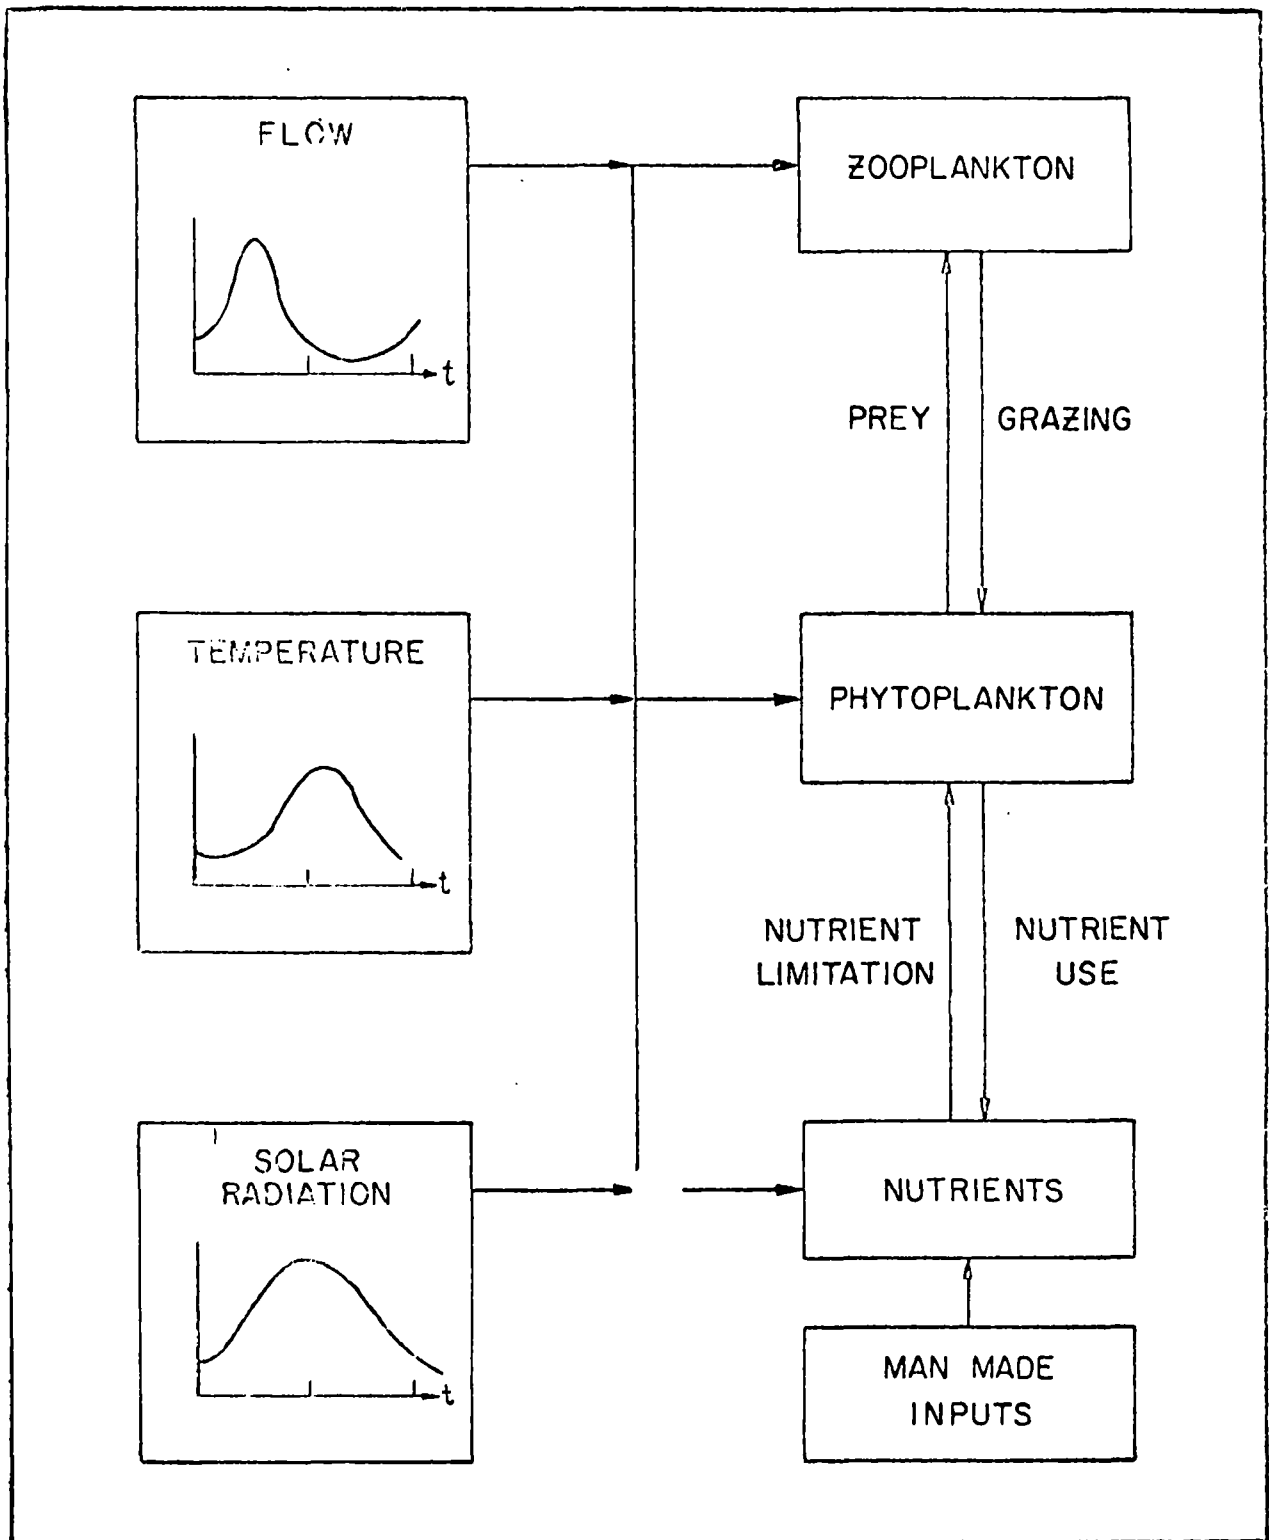 FLOW
t
ZOOPLANKTON
PREY
GRAZING
TEMPERATURE
t
PHYTOPLANKTON
NUTRIENT
LIMITATION
NUTRIENT
USE
SOLAR
RADIATION
t
NUTRIENTS
MAN MADE
INPUTS